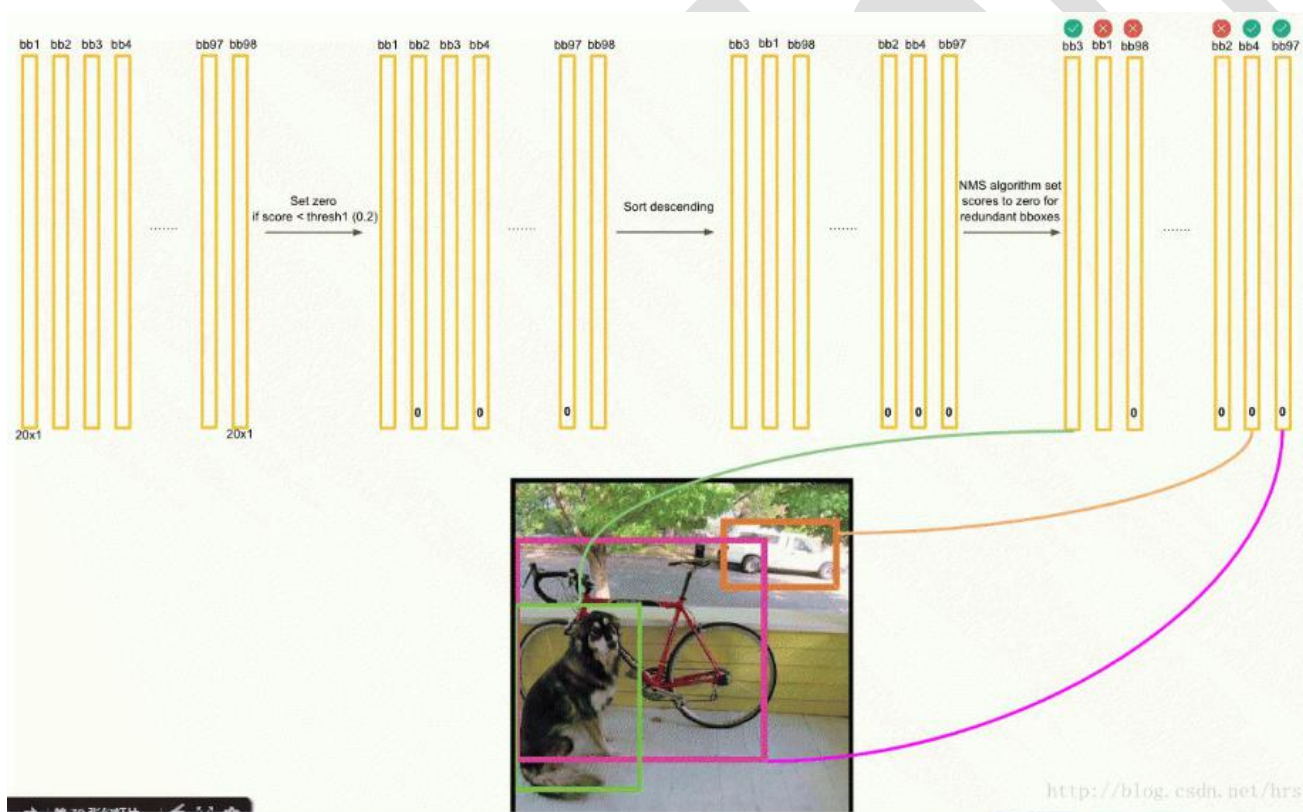 bb1 bb2 bb3 bb4 bb97 bb98
bb1 bb2 bb3 bb4 bb97 bb98
bb3 bb1 bb98 bb2 bb4 bb97
bb3 bb1 bb98 bb2 bb4 bb97
Set zero
if score < thresh1 (0.2)
Sort descending
NMS algorithm set
scores to zero for
redundant bboxes
........ ........ ........ ........
0 0 0
0 0 0
0 0 0 0
20x1 20x1
http://blog.csdn.net/hrs